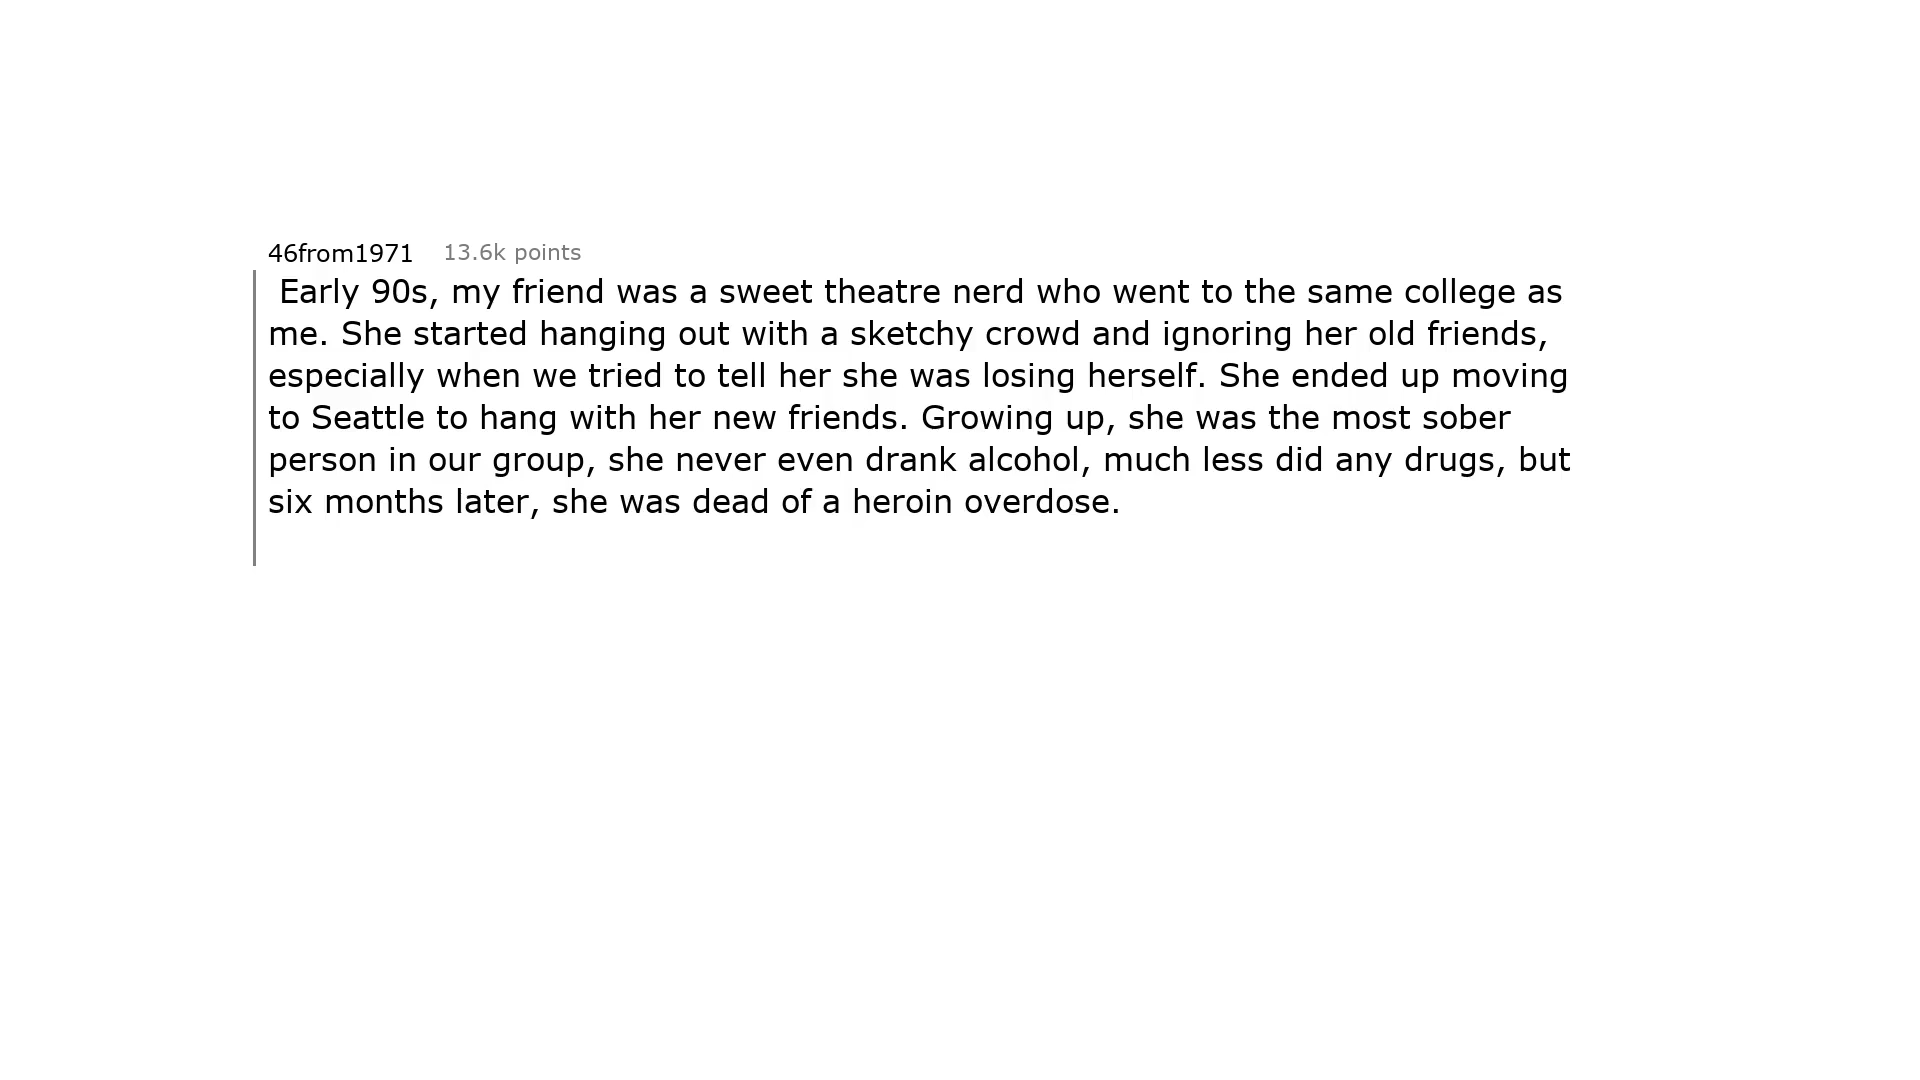 46from1971 13.6k points
Early 90s, my friend was a sweet theatre nerd who went to the same college as
me. She started hanging out with a sketchy crowd and ignoring her old friends,
especially when we tried to tell her she was losing herself. She ended up moving
to Seattle to hang with her new friends. Growing up, she was the most sober
person in our group, she never even drank alcohol, much less did any drugs, but
six months later, she was dead of a heroin overdose.